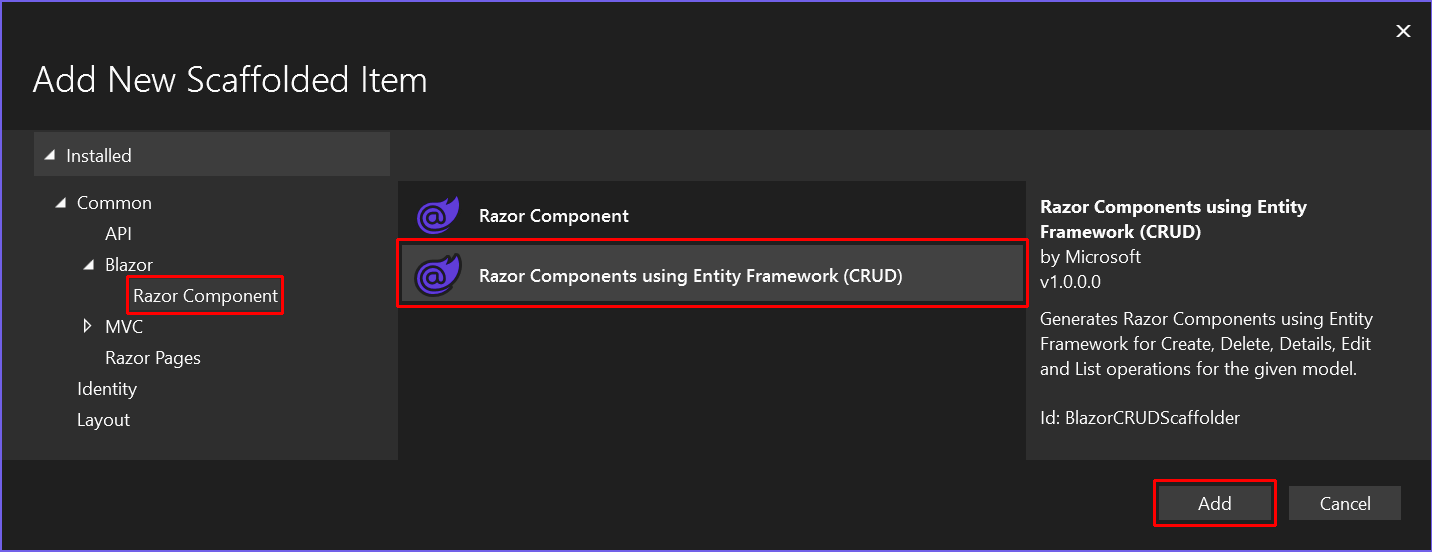 Add New Scaffolded Item
Installed
Common
API
Blazor
Razor Component
MVC
Razor Pages
Identity
Layout
Razor Component
Razor Components using Entity Framework (CRUD)
Razor Components using Entity
Framework (CRUD)
by Microsoft
v1.0.0.0
Generates Razor Components using Entity
Framework for Create, Delete, Details, Edit
and List operations for the given model.
Id: BlazorCRUDScaffolder
Add
Cancel